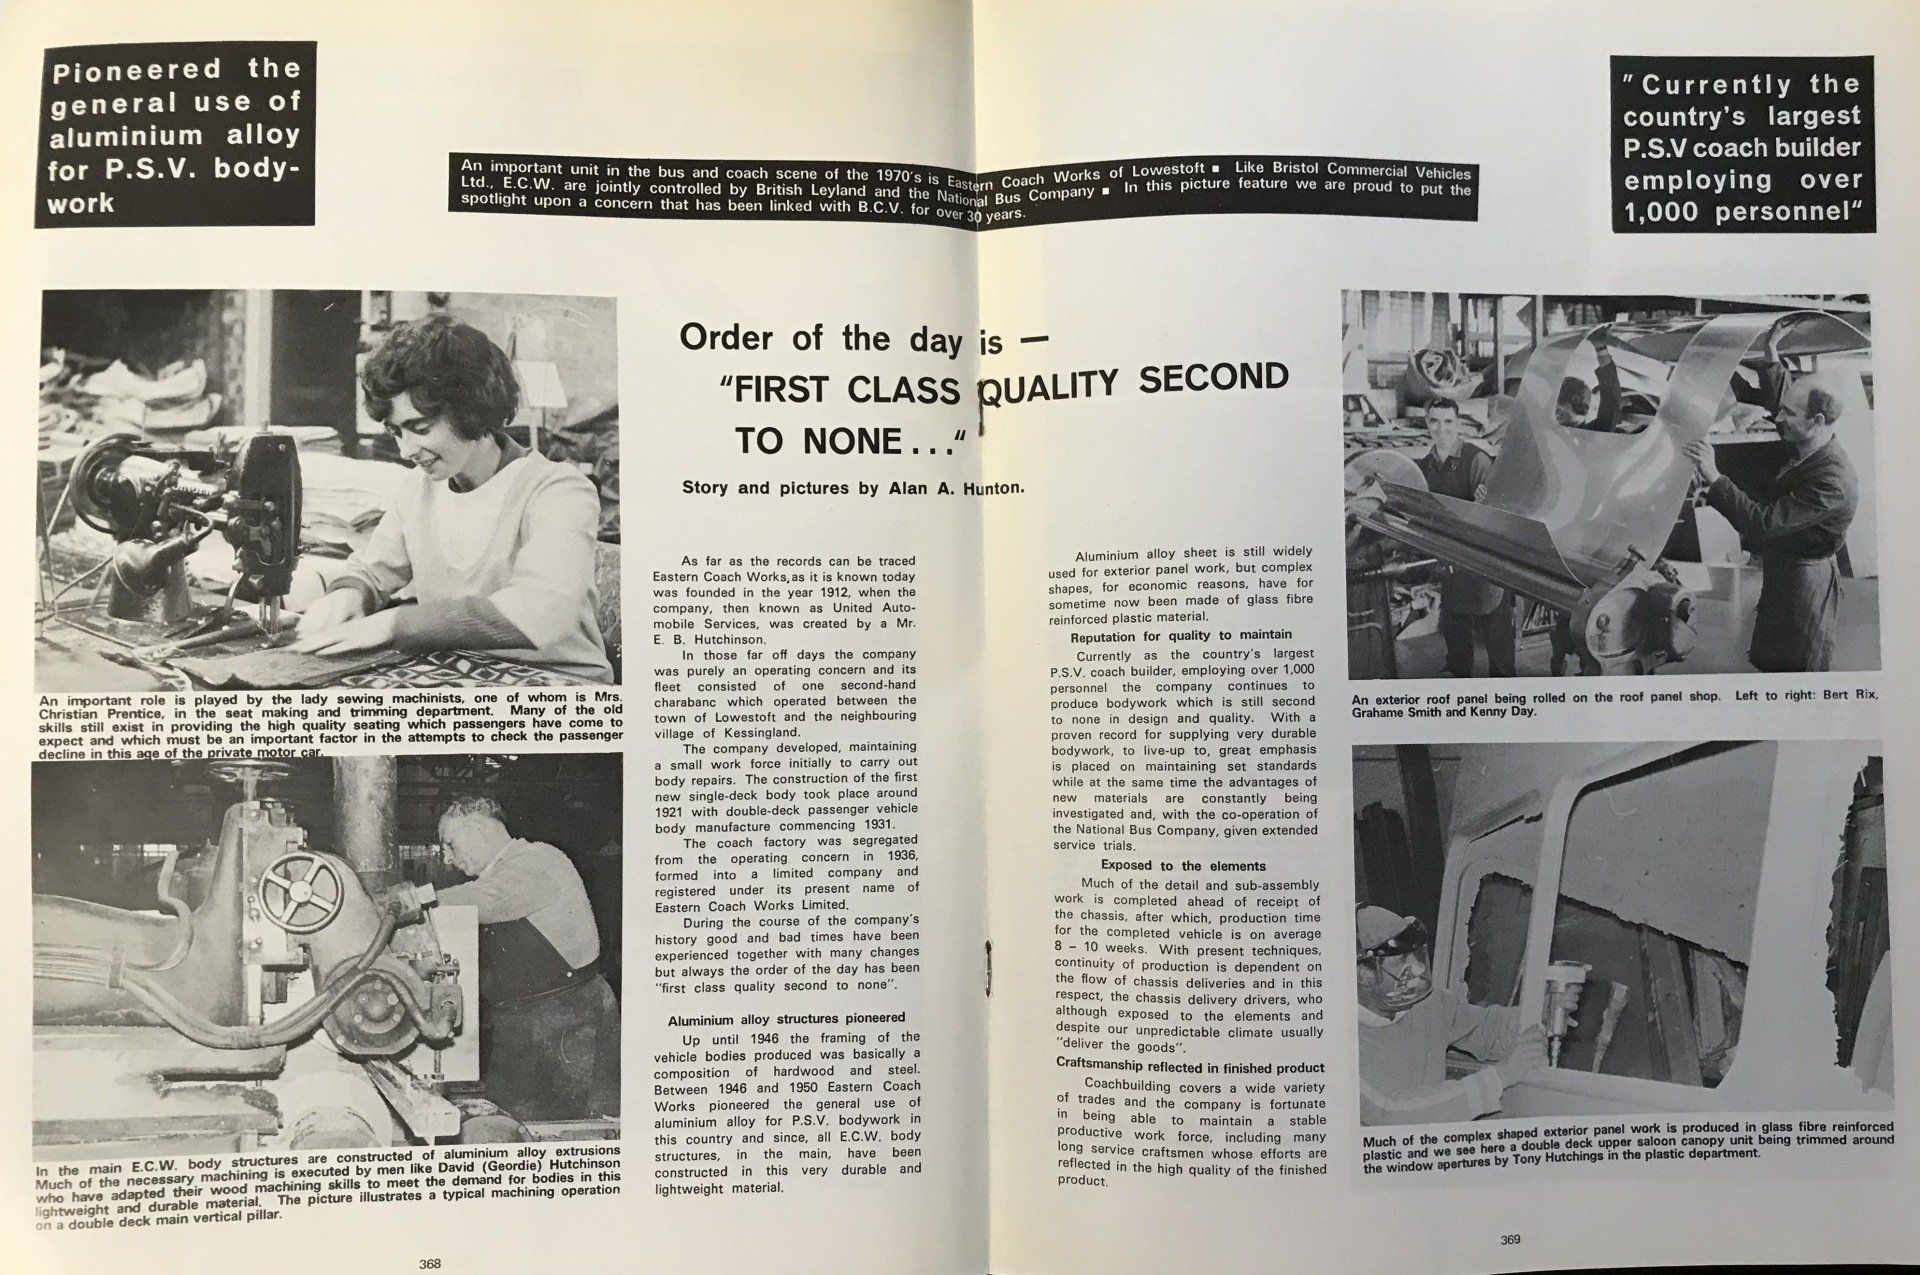 Pioneered the
general use of
aluminium alloy
for P.S.V. body-
work
An important unit in the bus and coach scene of the 1970's is Eastern Coach Works of Lowestoft ■ Like Bristol Commercial Vehicles
Ltd., E.C.W. are jointly controlled by British Leyland and the National Bus Company ■ In this picture feature we are proud to put the
spotlight upon a concern that has been linked with B.C.V. for over 30 years.
" Currently the
country's largest
P.S.V coach builder
employing over
1,000 personnel"
Order of the day is —
"FIRST CLASS QUALITY SECOND
TO NONE..."
Story and pictures by Alan A. Hunton.
An important role is played by the lady sewing machinists, one of whom is Mrs.
Christian Prentice, in the seat making and trimming department. Many of the old
skills still exist in providing the high quality seating which passengers have come to
expect and which must be an important factor in the attempts to check the passenger
decline in this age of the private motor car.
In the main E.C.W. body structures are constructed of aluminium alloy extrusions
Much of the necessary machining is executed by men like David (Geordie) Hutchinson
who have adapted their wood machining skills to meet the demand for bodies in this
lightweight and durable material. The picture illustrates a typical machining operation
on a double deck main vertical pillar.
As far as the records can be traced
Eastern Coach Works,as it is known today
was founded in the year 1912, when the
company, then known as United Auto-
mobile Services, was created by a Mr.
E. B. Hutchinson.
In those far off days the company
was purely an operating concern and its
fleet consisted of one second-hand
charabanc which operated between the
town of Lowestoft and the neighbouring
village of Kessingland.
The company developed, maintaining
a small work force initially to carry out
body repairs. The construction of the first
new single-deck body took place around
1921 with double-deck passenger vehicle
body manufacture commencing 1931.
The coach factory was segregated
from the operating concern in 1936,
formed into a limited company and
registered under its present name of
Eastern Coach Works Limited.
During the course of the company's
history good and bad times have been
experienced together with many changes
but always the order of the day has been
"first class quality second to none".
Aluminium alloy structures pioneered
Up until 1946 the framing of the
vehicle bodies produced was basically a
composition of hardwood and steel.
Between 1946 and 1950 Eastern Coach
Works pioneered the general use of
aluminium alloy for P.S.V. bodywork in
this country and since, all E.C.W. body
structures, in the main, have been
constructed in this very durable and
lightweight material.
368
Aluminium alloy sheet is still widely
used for exterior panel work, but complex
shapes, for economic reasons, have for
sometime now been made of glass fibre
reinforced plastic material.
Reputation for quality to maintain
Currently as the country's largest
P.S.V. coach builder, employing over 1,000
personnel the company continues to
produce bodywork which is still second
to none in design and quality. With a
proven record for supplying very durable
bodywork, to live-up to, great emphasis
is placed on maintaining set standards
while at the same time the advantages of
new materials are constantly being
investigated and, with the co-operation of
the National Bus Company, given extended
service trials.
Exposed to the elements
Much of the detail and sub-assembly
work is completed ahead of receipt of
the chassis, after which, production time
for the completed vehicle is on average
8 – 10 weeks. With present techniques,
continuity of production is dependent on
the flow of chassis deliveries and in this
respect, the chassis delivery drivers, who
although exposed to the elements and
despite our unpredictable climate usually
"deliver the goods".
Craftsmanship reflected in finished product
Coachbuilding covers a wide variety
of trades and the company is fortunate
in being able to maintain a stable
productive work force, including many
long service craftsmen whose efforts are
reflected in the high quality of the finished
product.
An exterior roof panel being rolled on the roof panel shop. Left to right: Bert Rix,
Grahame Smith and Kenny Day.
Much of the complex shaped exterior panel work is produced in glass fibre reinforced
plastic and we see here a double deck upper saloon canopy unit being trimmed around
the window apertures by Tony Hutchings in the plastic department.
369